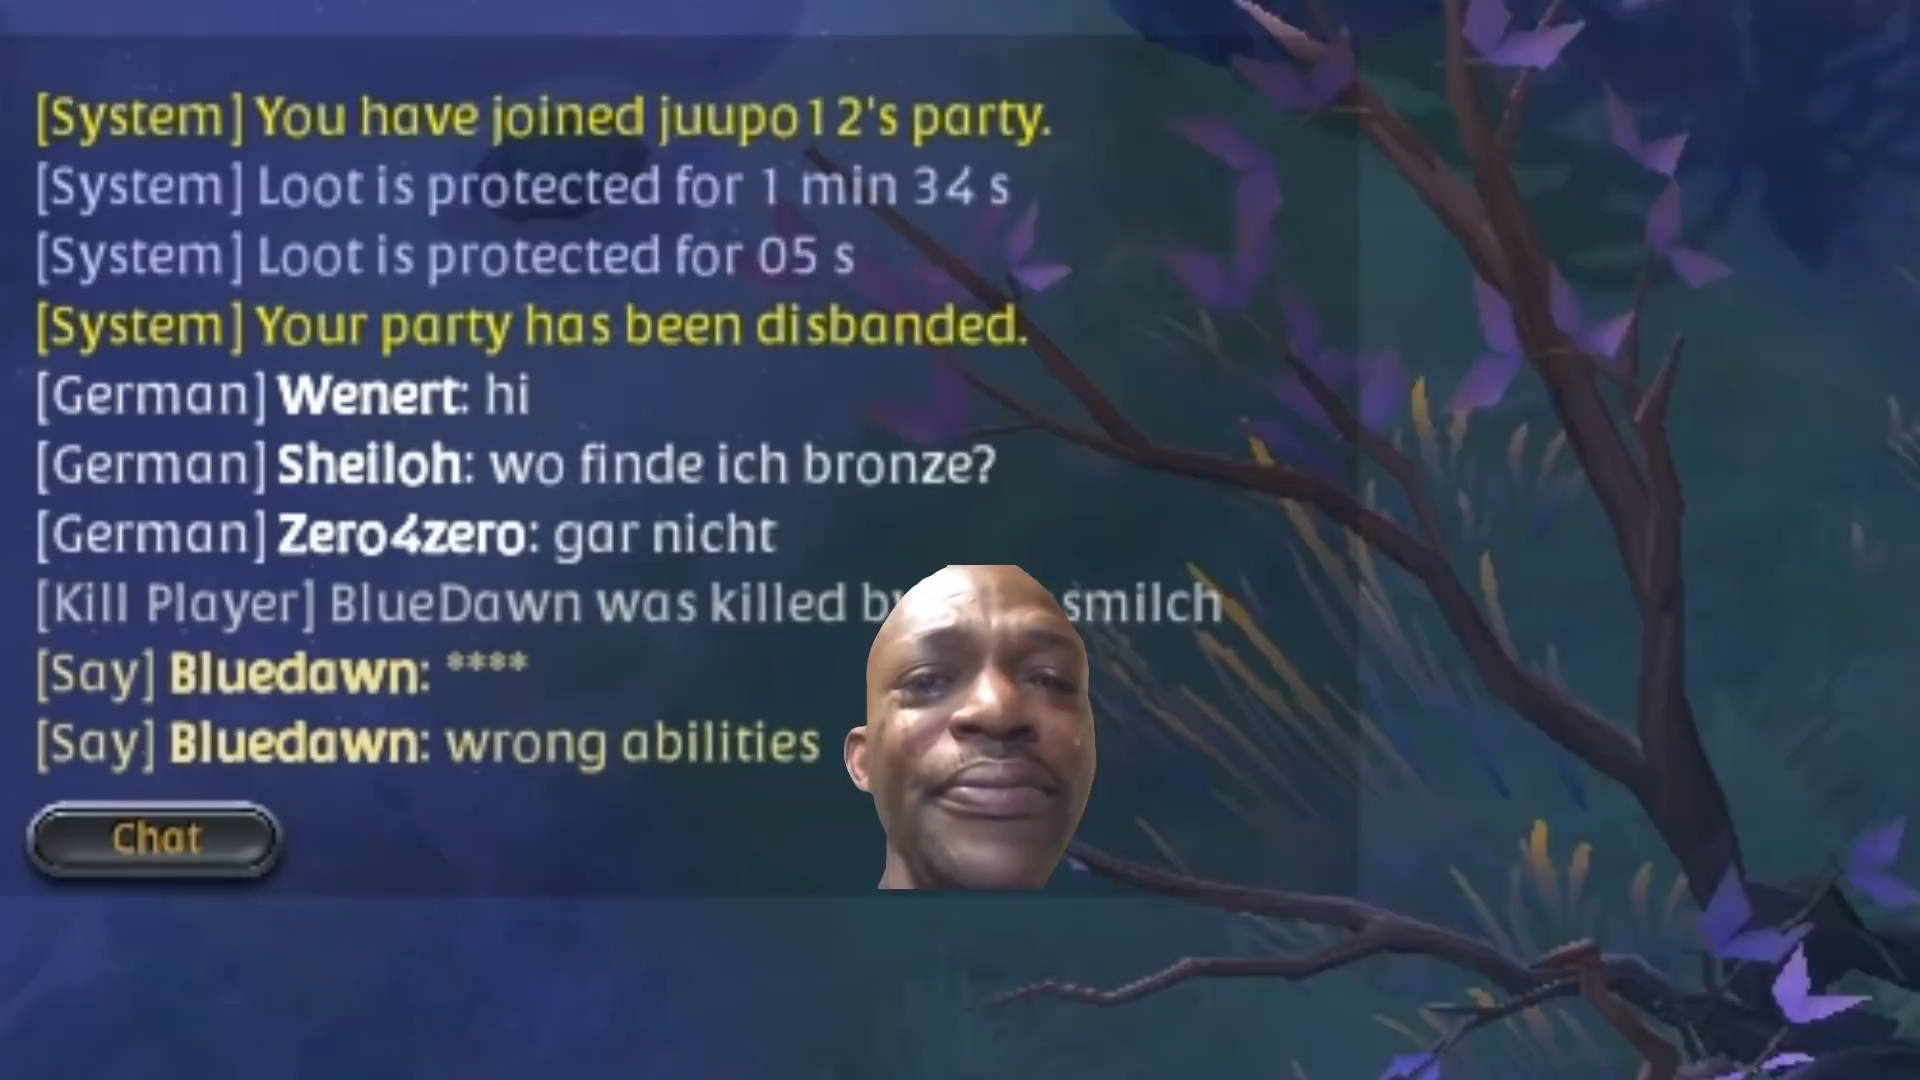 [System] You have joined juupo12's party.
[System] Loot is protected for 1 min 34 s
[System] Loot is protected for 05 s
[System] Your party has been disbanded.
[German] Wenert: hi
[German] Sheiloh: wo finde ich bronze?
[German] Zero4zero: gar nicht
[Kill Player] BlueDawn was killed
[Say] Bluedawn: ****
[Say] Bluedawn: wrong abilities
Chat